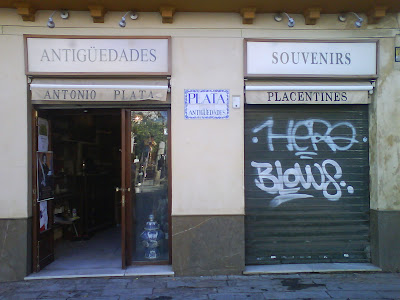 ANTIGÜEDADES
ANTONIO PLATA
PLATA
ANTIGÜEDADES
SOUVENIRS
PLACENTINES
HERO
BLOWS